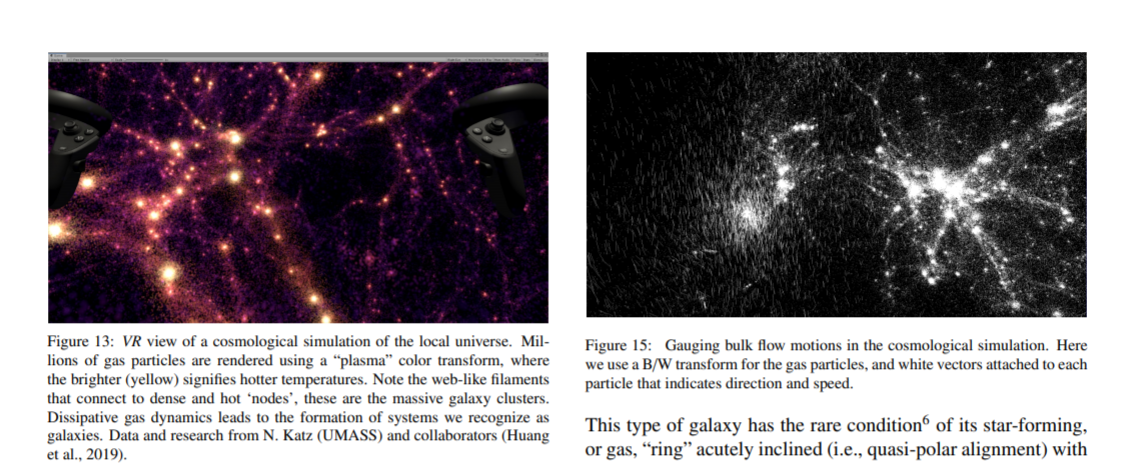 Figure 13: VR view of a cosmological simulation of the local universe. Mil-
lions of gas particles are rendered using a “plasma” color transform, where
the brighter (yellow) signifies hotter temperatures. Note the web-like filaments
that connect to dense and hot ‘nodes’, these are the massive galaxy clusters.
Dissipative gas dynamics leads to the formation of systems we recognize as
galaxies. Data and research from N. Katz (UMASS) and collaborators (Huang
et al., 2019).
Figure 15: Gauging bulk flow motions in the cosmological simulation. Here
we use a B/W transform for the gas particles, and white vectors attached to each
particle that indicates direction and speed.
This type of galaxy has the rare condition⁶ of its star-forming,
or gas, “ring” acutely inclined (i.e., quasi-polar alignment) with